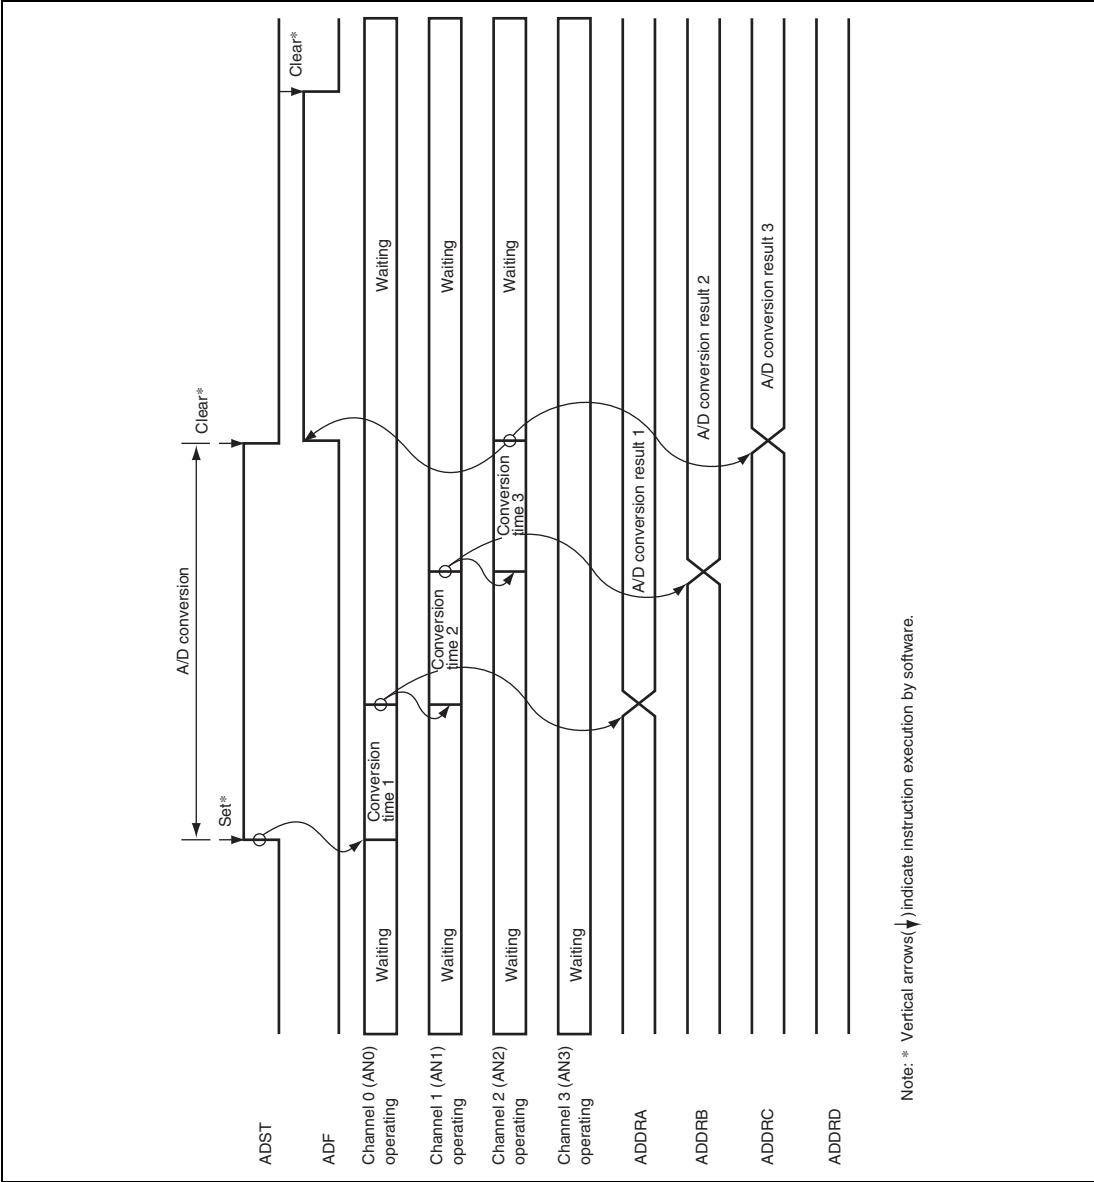 A/D conversion
Set*
Clear*
Clear*
ADST
ADF
Channel 0 (AN0)
operating
Waiting
Conversion
time 1
Waiting
Channel 1 (AN1)
operating
Waiting
Conversion
time 2
Waiting
Channel 2 (AN2)
operating
Waiting
Conversion
time 3
Waiting
Channel 3 (AN3)
operating
Waiting
ADDRA
A/D conversion result 1
ADDRB
A/D conversion result 2
ADDRC
A/D conversion result 3
ADDRD
Note: * Vertical arrows(↓)indicate instruction execution by software.